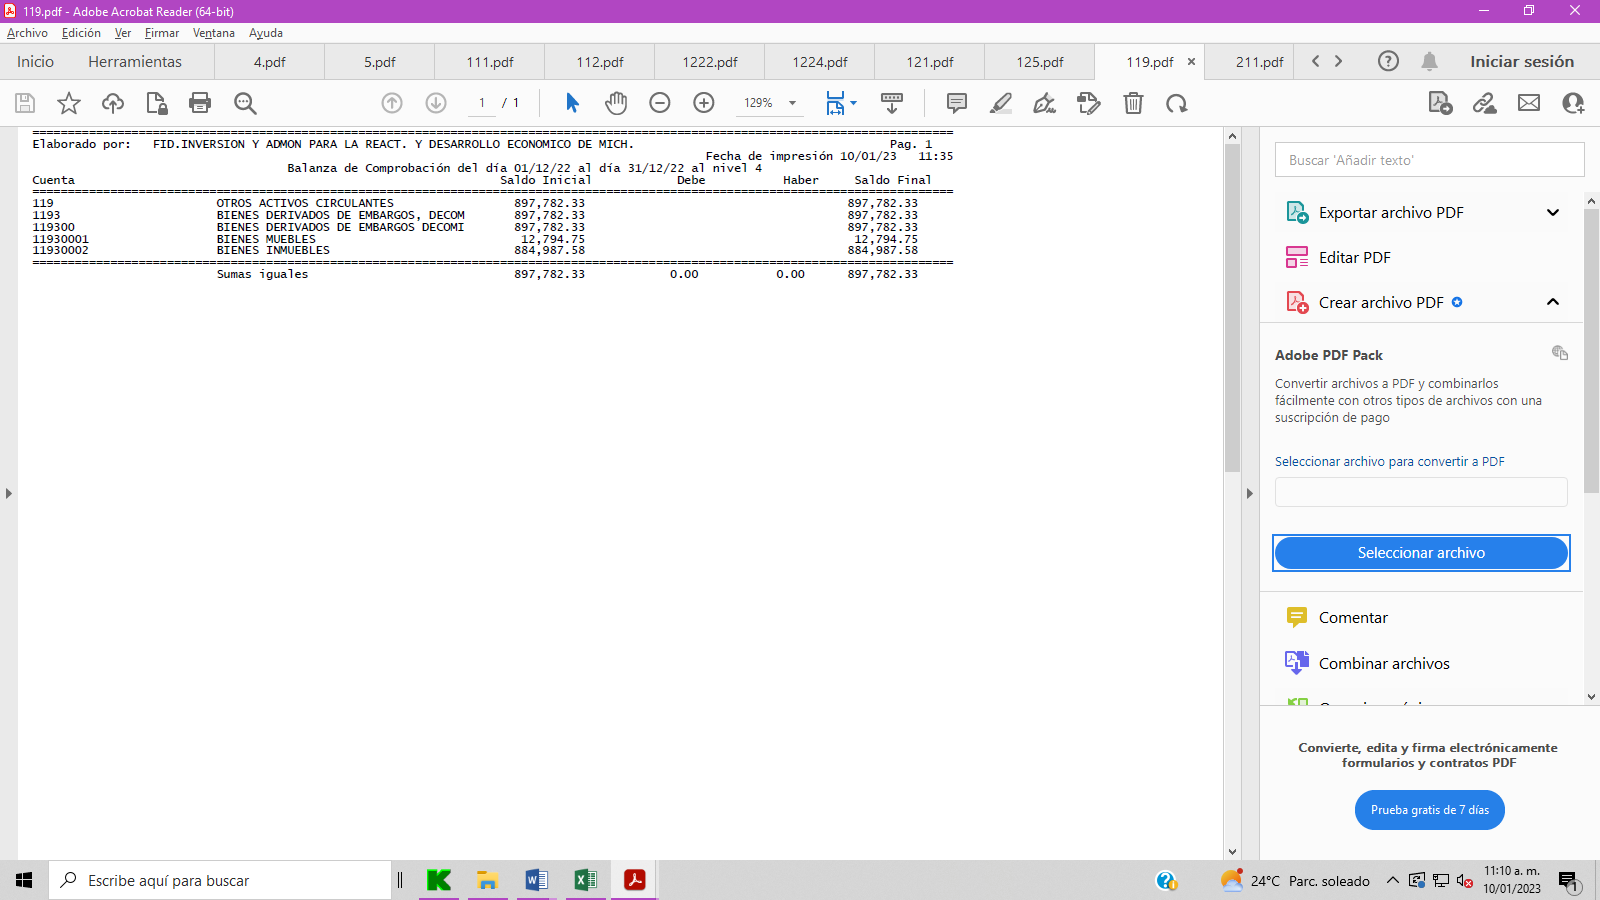 119.pdf - Adobe Acrobat Reader (64-bit)
Archivo Edición Ver Firmar Ventana Ayuda
Inicio Herramientas 4.pdf 5.pdf 111.pdf 112.pdf 1222.pdf 1224.pdf 121.pdf 125.pdf 119.pdf × 211.pdf Iniciar sesión
1 / 1 129%
Elaborado por: FID.INVERSION Y ADMON PARA LA REACT. Y DESARROLLO ECONOMICO DE MICH. Pag. 1
Fecha de impresión 10/01/23 11:35
Balanza de Comprobación del día 01/12/22 al día 31/12/22 al nivel 4
Cuenta Saldo Inicial Debe Haber Saldo Final
119 OTROS ACTIVOS CIRCULANTES 897,782.33 897,782.33
1193 BIENES DERIVADOS DE EMBARGOS, DECOM 897,782.33 897,782.33
119300 BIENES DERIVADOS DE EMBARGOS DECOMI 897,782.33 897,782.33
11930001 BIENES MUEBLES 12,794.75 12,794.75
11930002 BIENES INMUEBLES 884,987.58 884,987.58
Sumas iguales 897,782.33 0.00 0.00 897,782.33
Buscar 'Añadir texto'
Exportar archivo PDF
Editar PDF
Crear archivo PDF
Adobe PDF Pack
Convertir archivos a PDF y combinarlos
fácilmente con otros tipos de archivos con una
suscripción de pago
Seleccionar archivo para convertir a PDF
Seleccionar archivo
Comentar
Combinar archivos
Convierte, edita y firma electrónicamente
formularios y contratos PDF
Prueba gratis de 7 días
Escribe aquí para buscar
24°C Parc. soleado
11:10 a. m.
10/01/2023
1